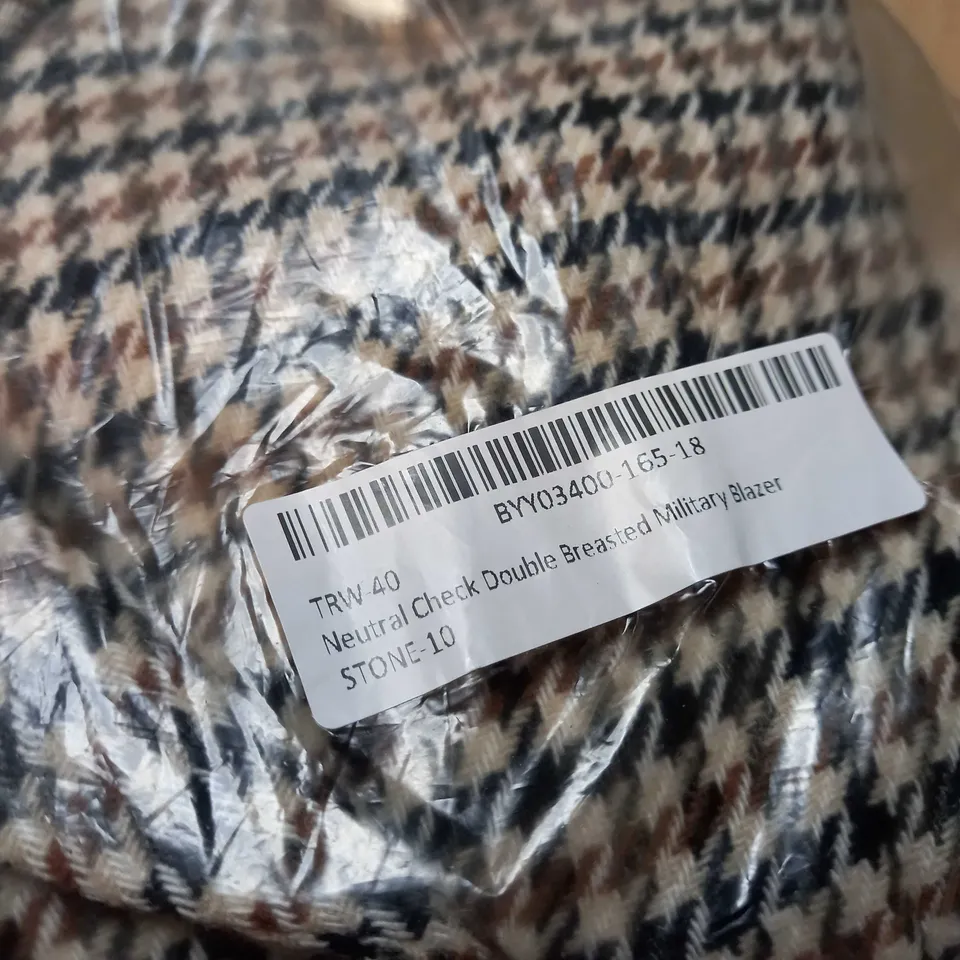 BYY03400-165-18
TRW-40
Neutral Check Double Breasted Military Blazer
STONE-10